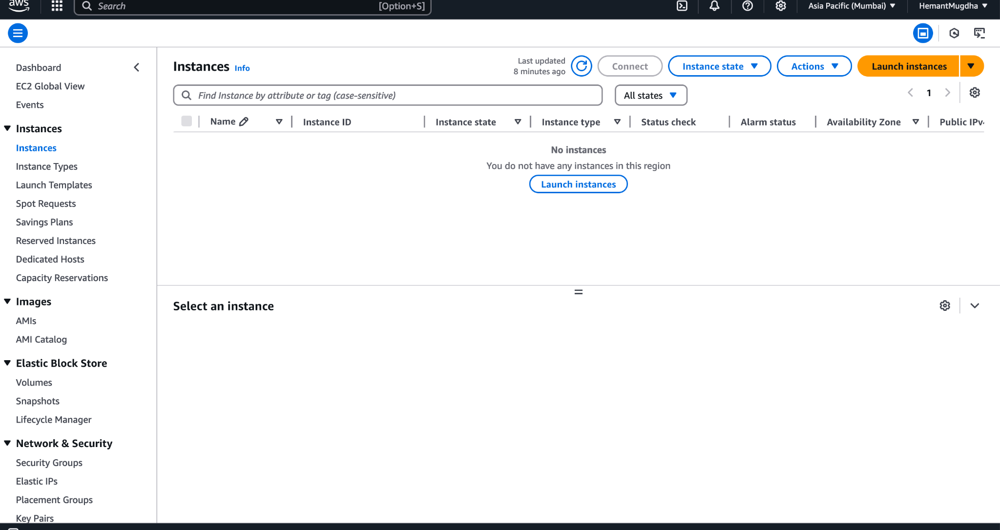 aws
Search [Option+S]
Asia Pacific (Mumbai)
HemantMugdha
Dashboard
EC2 Global View
Events
Instances
Instances
Instance Types
Launch Templates
Spot Requests
Savings Plans
Reserved Instances
Dedicated Hosts
Capacity Reservations
Images
AMIs
AMI Catalog
Elastic Block Store
Volumes
Snapshots
Lifecycle Manager
Network & Security
Security Groups
Elastic IPs
Placement Groups
Key Pairs
Instances Info
Last updated
8 minutes ago
Connect
Instance state
Actions
Launch instances
Find Instance by attribute or tag (case-sensitive)
All states
1
Name Instance ID Instance state Instance type Status check Alarm status Availability Zone Public IPv
No instances
You do not have any instances in this region
Launch instances
Select an instance